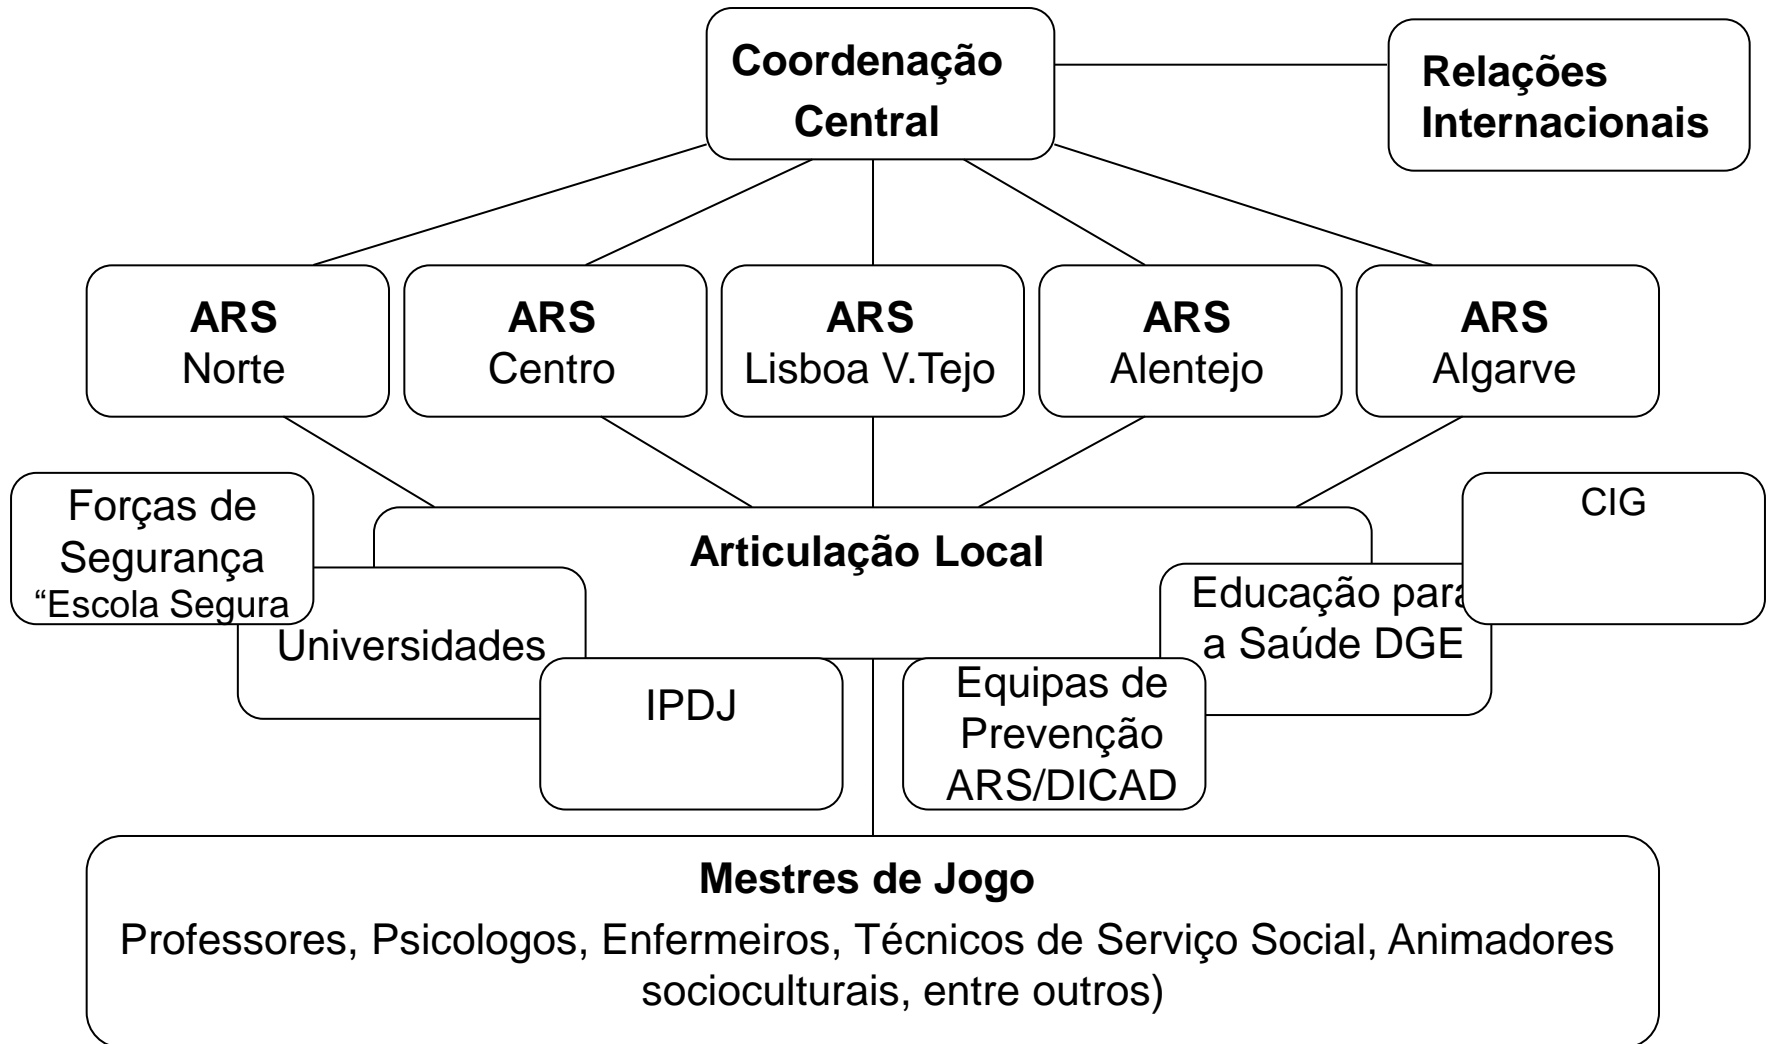 Coordenação
Central
Relações
Internacionais
ARS
Norte
ARS
Centro
ARS
Lisboa V.Tejo
ARS
Alentejo
ARS
Algarve
Forças de
Segurança
“Escola Segura
Articulação Local
CIG
Universidades
Educação para
a Saúde DGE
IPDJ
Equipas de
Prevenção
ARS/DICAD
Mestres de Jogo
Professores, Psicologos, Enfermeiros, Técnicos de Serviço Social, Animadores
socioculturais, entre outros)